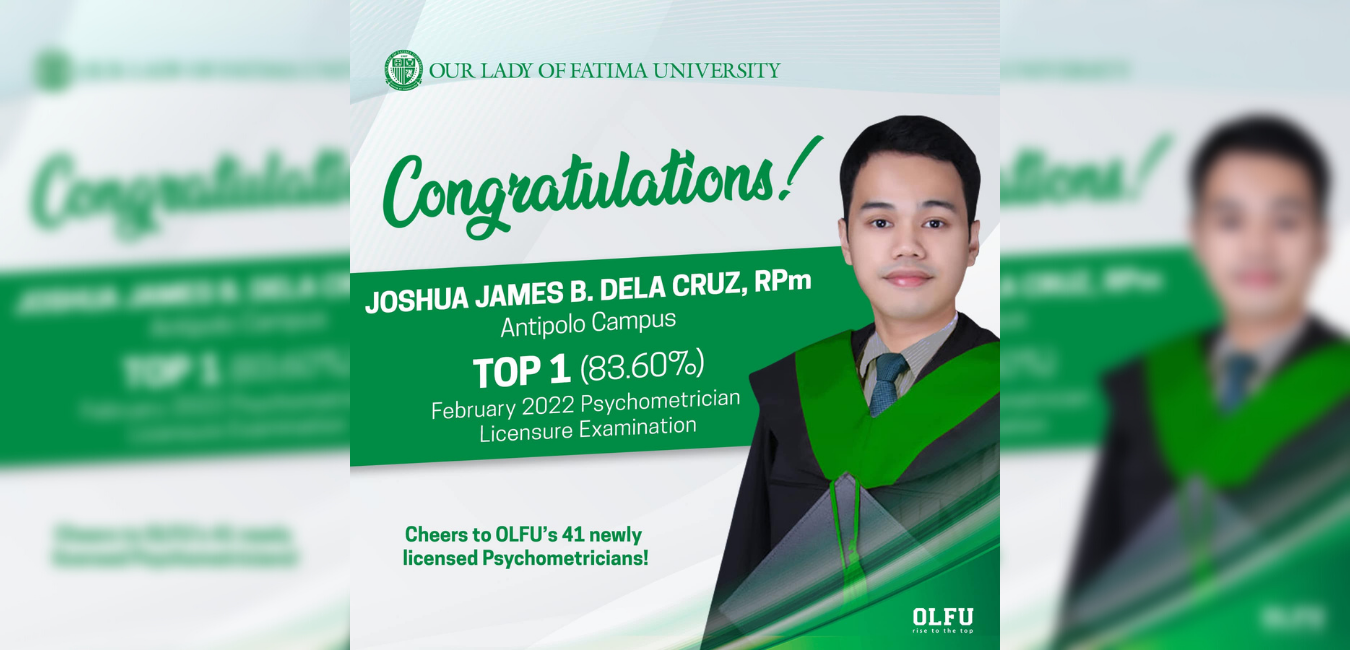 OUR LADY OF FATIMA UNIVERSITY
Congratulations!
JOSHUA JAMES B. DELA CRUZ, RPm
Antipolo Campus
TOP 1 (83.60%)
February 2022 Psychometrician
Licensure Examination
Cheers to OLFU's 41 newly
licensed Psychometricians!
OLFU
rise to the top